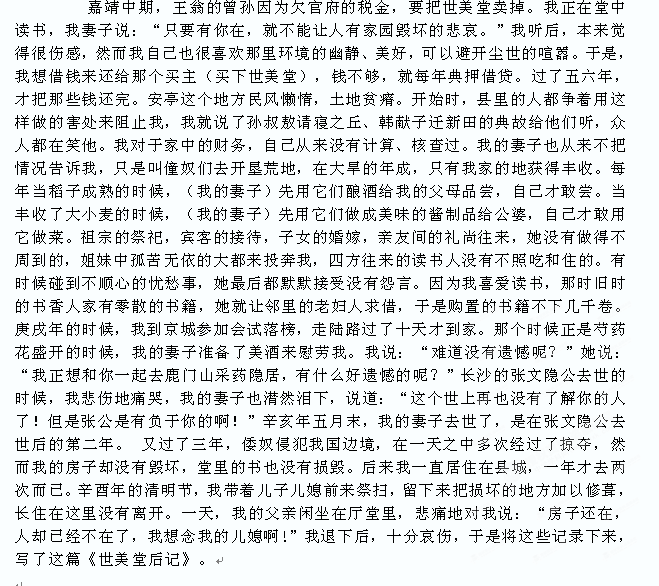 嘉靖中期，王翁的曾孙因为欠官府的税金，要把世美堂卖掉。我正在堂中
读书，我妻子说：“只要有你在，就不能让人有家园毁坏的悲哀。”我听后，本来觉
得很伤感，然而我自己也很喜欢那里环境的幽静、美好，可以避开尘世的喧嚣。于是，
我想借钱来还给那个买主（买下世美堂），钱不够，就每年典押借贷。过了五六年，
才把那些钱还完。安亭这个地方民风懒惰，土地贫瘠。开始时，县里的人都争着用这
样做的害处来阻止我，我就说了孙叔敖请寝之丘、韩献子迁新田的典故给他们听，众
人都在笑他。我对于家中的财务，自己从来没有计算、核查过。我的妻子也从来不把
情况告诉我，只是叫僮奴们去开垦荒地，在大旱的年成，只有我家的地获得丰收。每
年当稻子成熟的时候，（我的妻子）先用它们酿酒给我的父母品尝，自己才敢尝。当
丰收了大小麦的时候，（我的妻子）先用它们做成美味的酱制品给公婆，自己才敢用
它做菜。祖宗的祭祀，宾客的接待，子女的婚嫁，亲友间的礼尚往来，她没有做得不
周到的，姐妹中孤苦无依的大都来投奔我，四方往来的读书人没有不照吃和住的。有
时候碰到不顺心的忧愁事，她最后都默默接受没有怨言。因为我喜爱读书，那时旧时
的书香人家有零散的书籍，她就让邻里的老妇人求借，于是购置的书籍不下几千卷。
庚戌年的时候，我到京城参加会试落榜，走陆路过了十天才到家。那个时候正是芍药
花盛开的时候，我的妻子准备了美酒来慰劳我。我说：“难道没有遗憾呢？”她说：
“我正想和你一起去鹿门山采药隐居，有什么好遗憾的呢？”长沙的张文隐公去世的
时候，我悲伤地痛哭，我的妻子也潸然泪下，说道：“这个世上再也没有了解你的人
了！但是张公是有负于你的啊！”辛亥年五月末，我的妻子去世了，是在张文隐公去
世后的第二年。 又过了三年，倭奴侵犯我国边境，在一天之中多次经过了掠夺，然
而我的房子却没有毁坏，堂里的书也没有损毁。后来我一直居住在县城，一年才去两
次而已。辛酉年的清明节，我带着儿子儿媳前来祭扫，留下来把损坏的地方加以修葺，
长住在这里没有离开。一天，我的父亲闲坐在厅堂里，悲痛地对我说：“房子还在，
人却已经不在了，我想念我的儿媳啊！”我退下后，十分哀伤，于是将这些记录下来，
写了这篇《世美堂后记》。